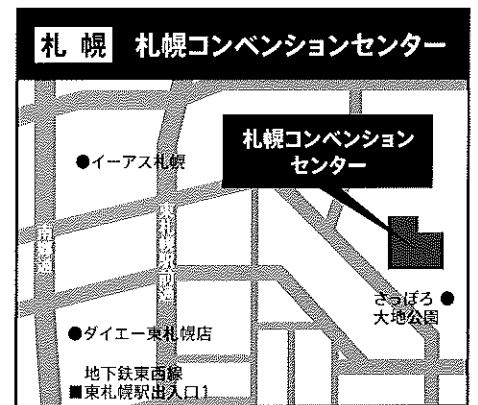 札幌 札幌コンベンションセンター
札幌コンベンション
センター
●イーアス札幌
南郷通
東札幌駅前通
さっぽろ ●
大地公園
●ダイエー東札幌店
地下鉄東西線
■東札幌駅出入口1